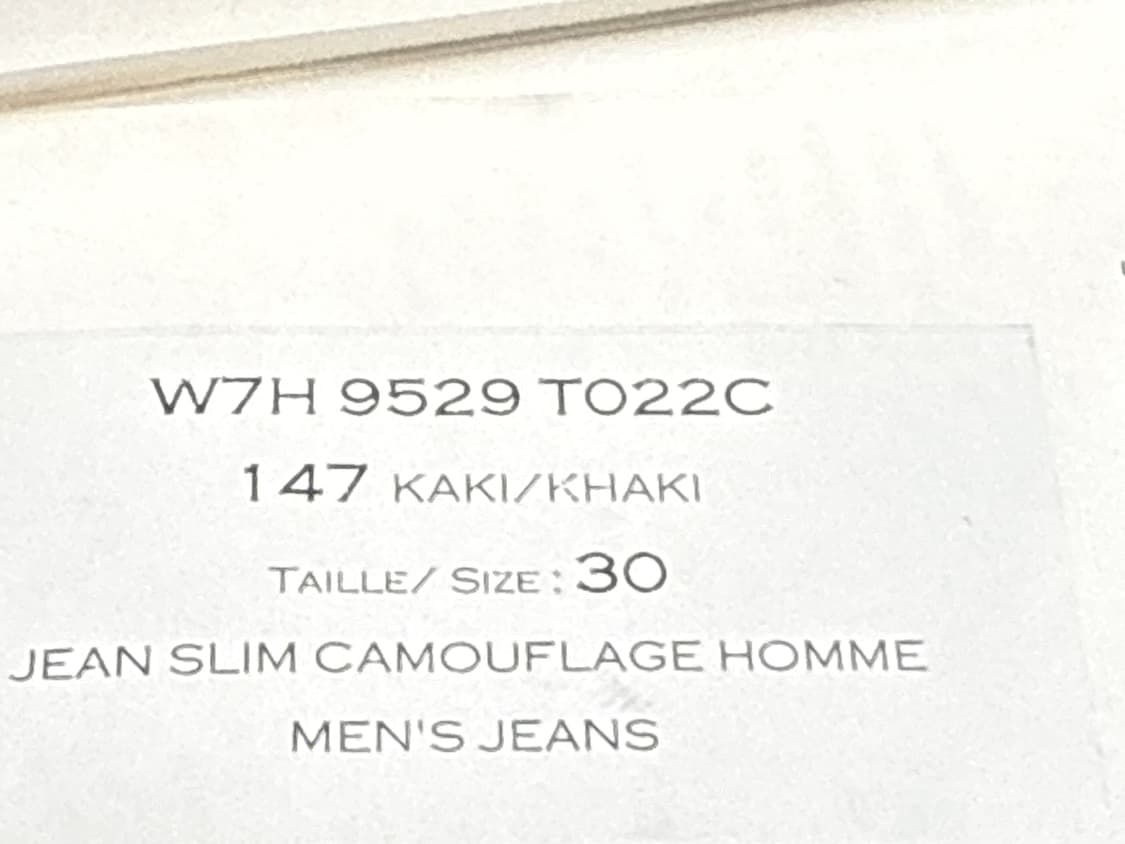 W7H 9529 T022C
147 KAKI/KHAKI
TAILLE/ SIZE : 30
JEAN SLIM CAMOUFLAGE HOMME
MEN'S JEANS